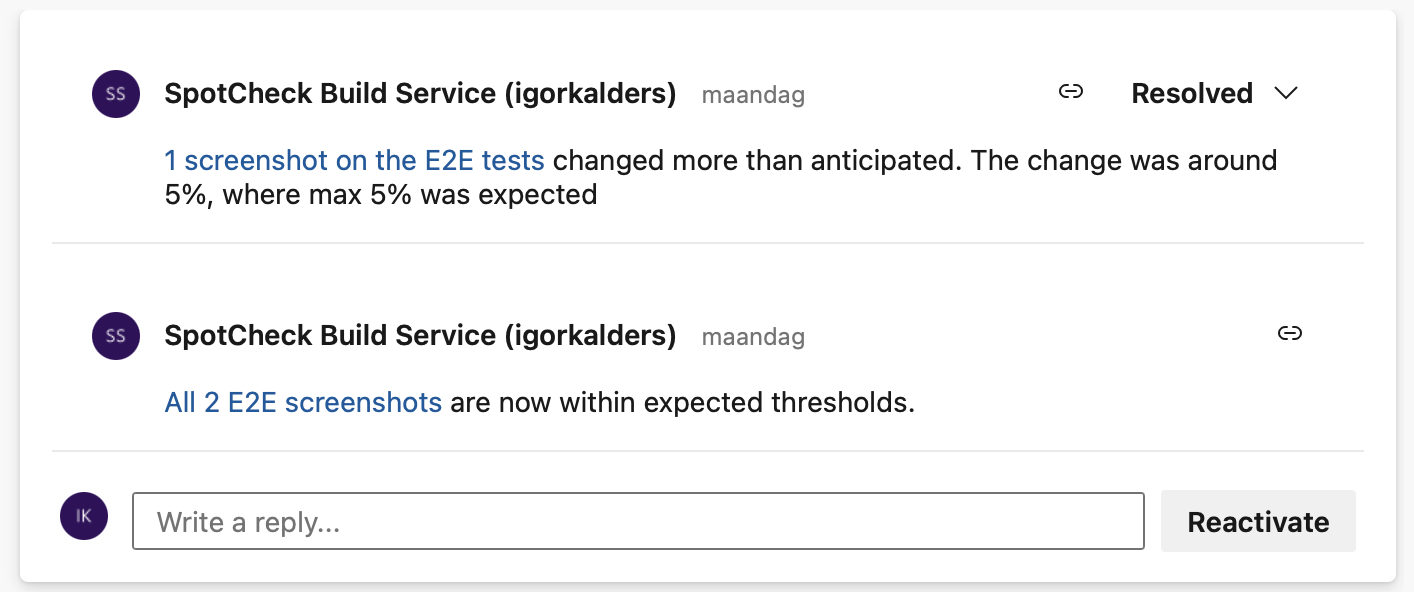 SS SpotCheck Build Service (igorkalders) maandag Resolved
1 screenshot on the E2E tests changed more than anticipated. The change was around
5%, where max 5% was expected
SS SpotCheck Build Service (igorkalders) maandag
All 2 E2E screenshots are now within expected thresholds.
IK Write a reply... Reactivate